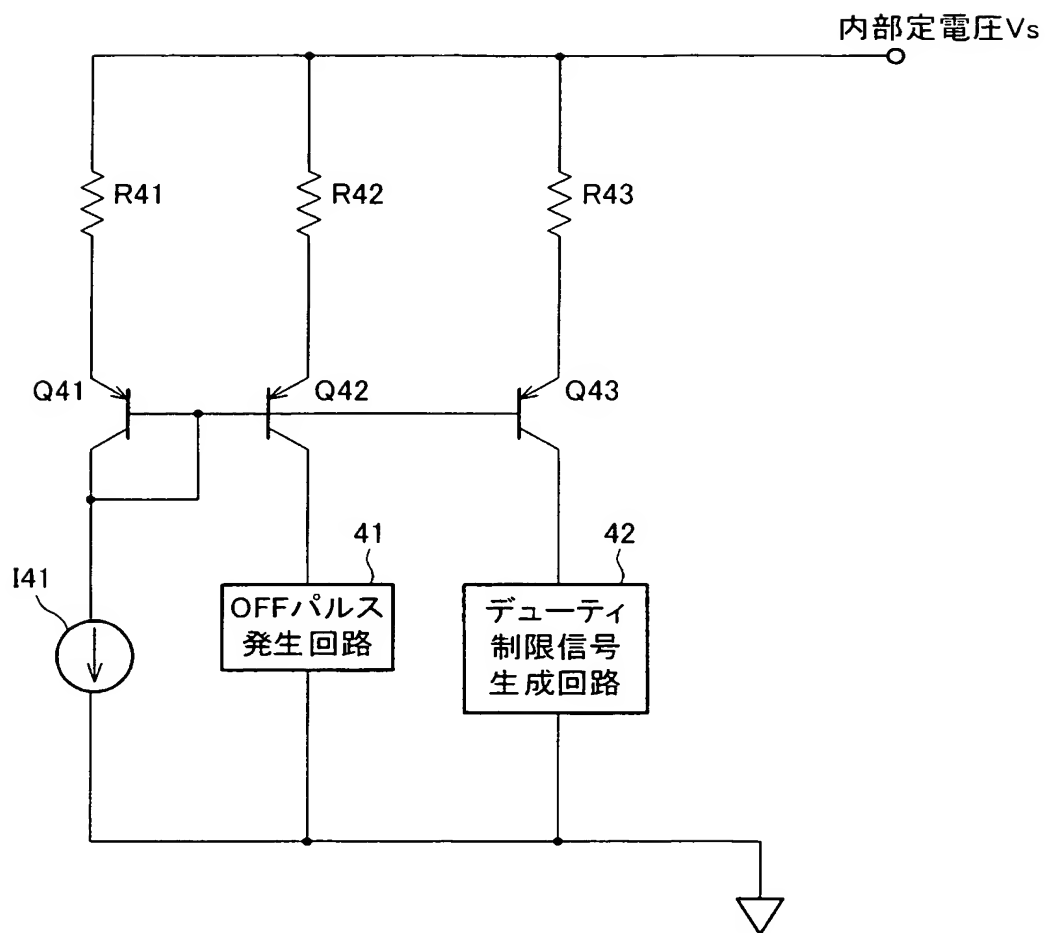 内部定電圧Vs
R41
R42
R43
Q41
Q42
Q43
I41
41
OFFパルス
発生回路
42
デューティ
制限信号
生成回路